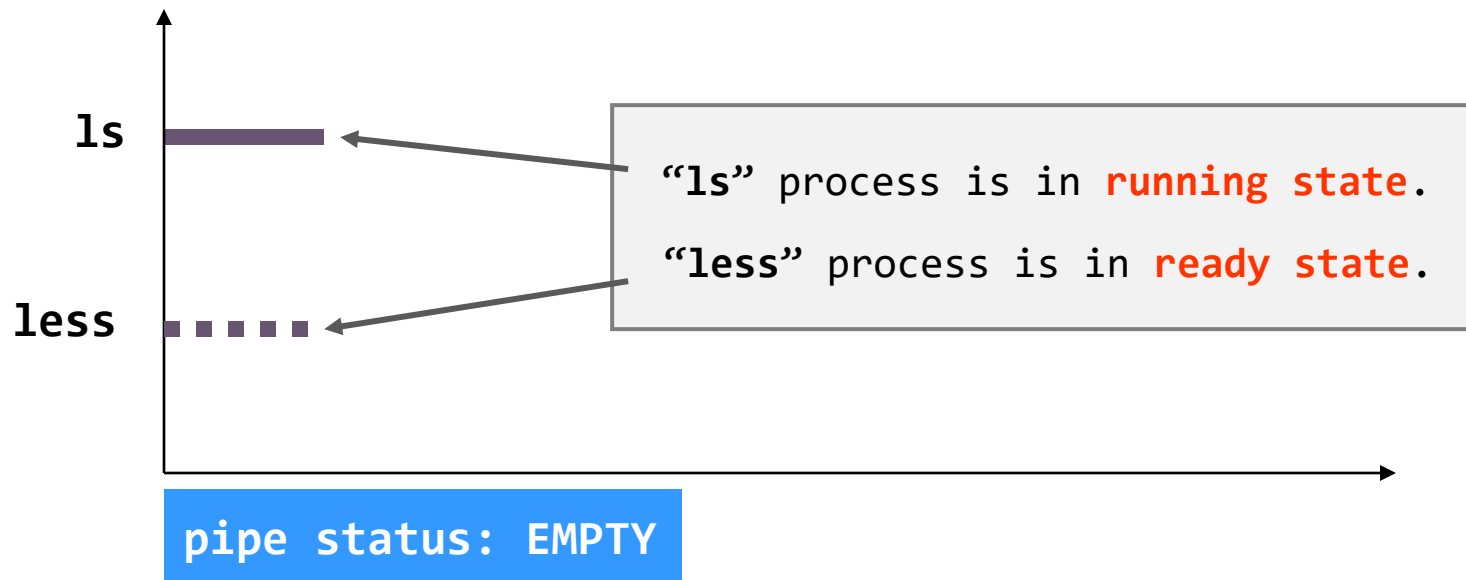 ls
“ls” process is in running state.
“less” process is in ready state.
less
pipe status: EMPTY